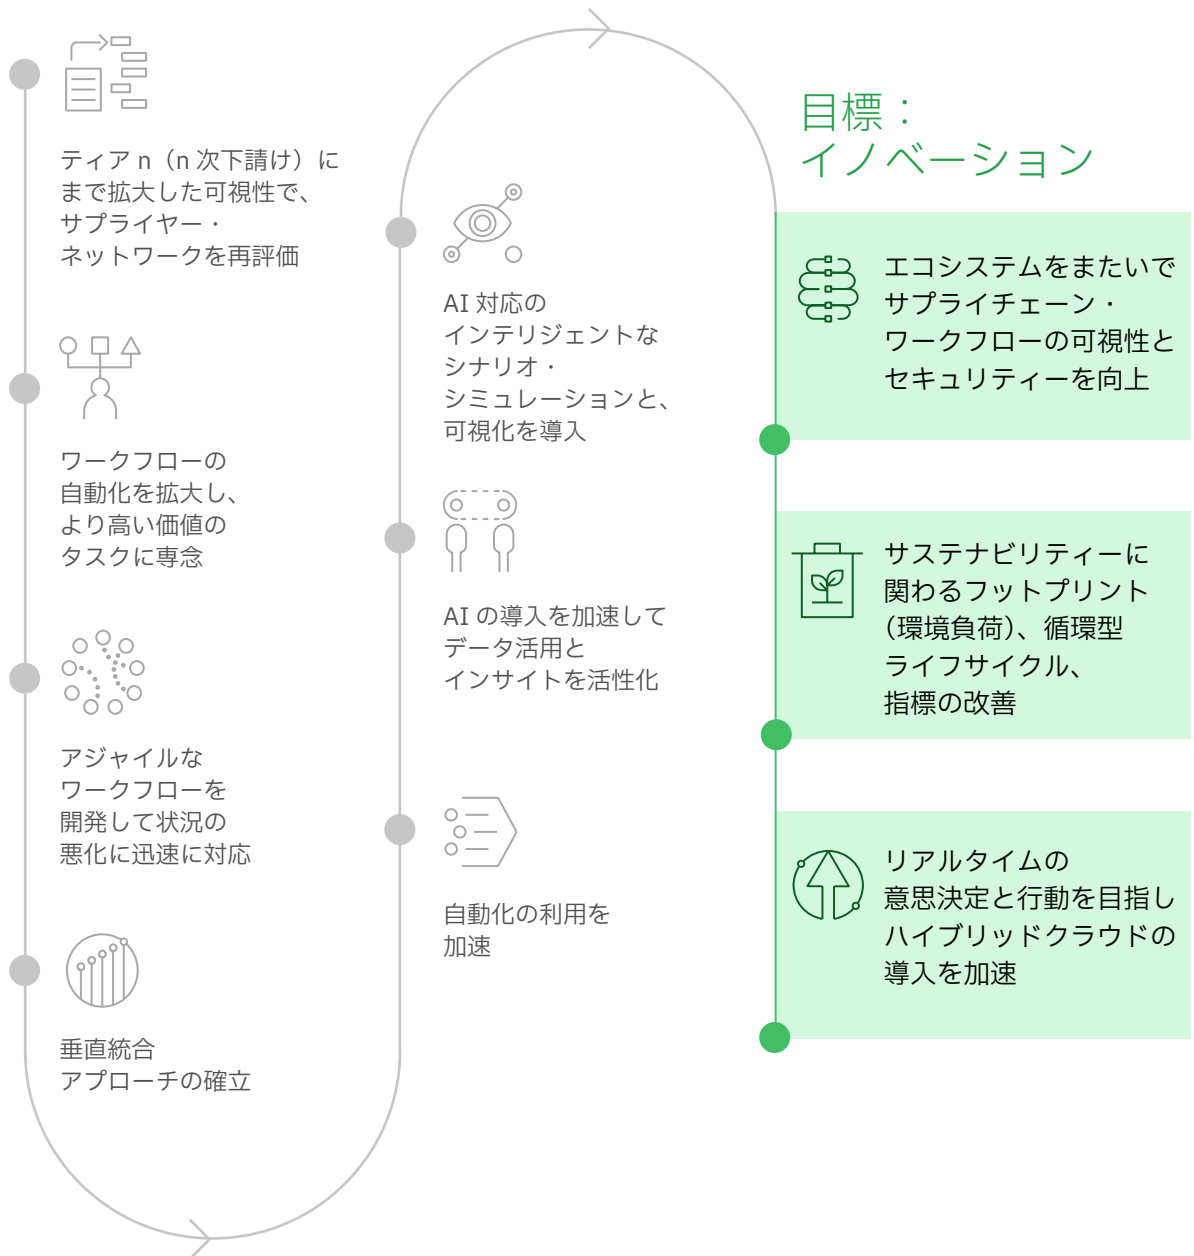 ティア n（n 次下請け）に
まで拡大した可視性で、
サプライヤー・
ネットワークを再評価
ワークフローの
自動化を拡大し、
より高い価値の
タスクに専念
アジャイルな
ワークフローを
開発して状況の
悪化に迅速に対応
垂直統合
アプローチの確立
AI 対応の
インテリジェントな
シナリオ・
シミュレーションと、
可視化を導入
AI の導入を加速して
データ活用と
インサイトを活性化
自動化の利用を
加速
目標：
イノベーション
エコシステムをまたいで
サプライチェーン・
ワークフローの可視性と
セキュリティーを向上
サステナビリティーに
関わるフットプリント
（環境負荷）、循環型
ライフサイクル、
指標の改善
リアルタイムの
意思決定と行動を目指し
ハイブリッドクラウドの
導入を加速